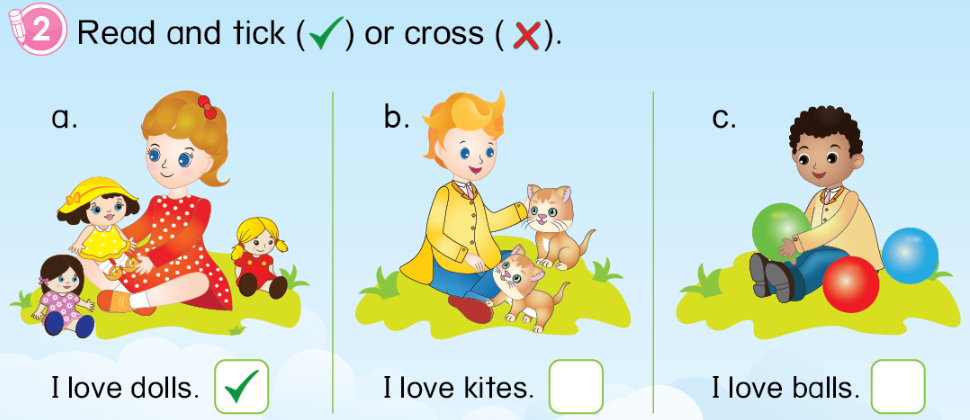 2 Read and tick (✓) or cross (✗).
a.
b.
c.
I love dolls. ✓
I love kites.
I love balls.